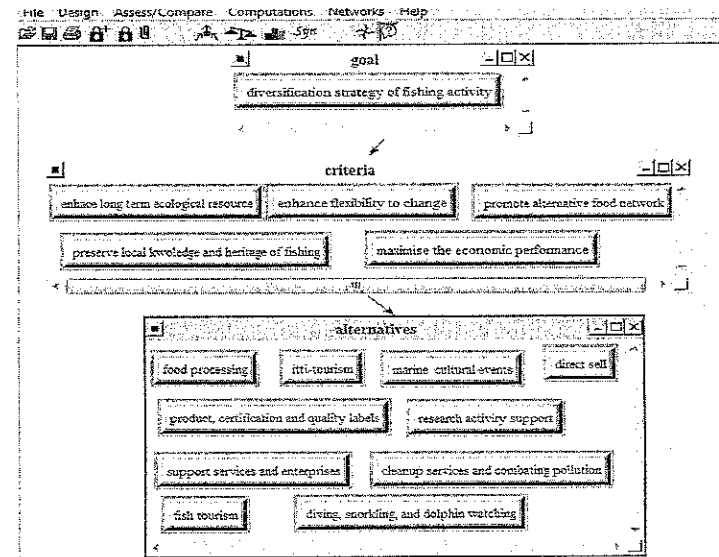 File Design Assess/Compare Computations Networks Help
goal
diversification strategy of fishing activity
criteria
enhace long term ecological resource enhance flexibility to change promote alternative food network
preserve local kwoledge and heritage of fishing maximise the economic performance
alternatives
food processing itti-tourism marine cultural events direct sell
product, certification and quality labels research activity support
support services and enterprises cleanup services and combating pollution
fish tourism diving, snorkling, and dolphin watching